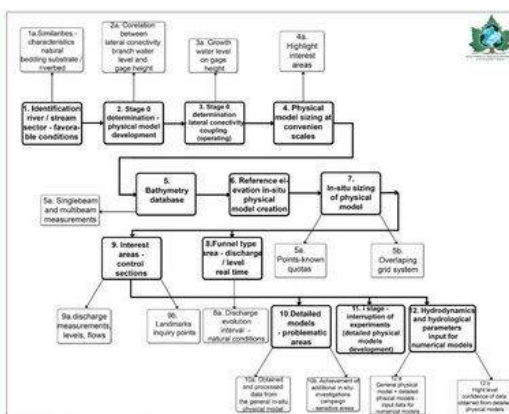 1a.Similarities -
characteristics
natural
bedding substrate /
riverbed
2a. Corelation between
lateral conectivity
branch water
level and
gage height
3a. Growth
water level
on gage
height
4a.
Highlight
interest
areas
1. Identification
river / stream
sector - favora-
ble conditions
2. Stage 0
determination -
physical model
development
3. Stage 0
determination
lateral conectivity
coupling
(operating)
4. Physical
model sizing at
convenien
scales
5.
Bathymetry
database
6. Reference el-
evation in-situ
physical
model creation
7.
In-situ sizing
of physical
model
5a. Singlebeam
and multibeam
measurements
9. Interest
areas -
control
sections
8.Funnel type
area - discharge
/ level
real time
5a.
Points-known
quotas
5b.
Overlaping
grid system
9a.discharge
measurements,
levels, flows
9b.
Landmarks
inquiry points
8a. Discharge
evolution
interval -
natural conditions
10.Detailed
models
- problematic
areas
11. I stage -
interruption of
experiments
(detailed physical
models
development)
12. Hydrodynamics
and hydrological
parameters
input for
numerical models
10a. Obtained
and processed
data from
the general in-situ
physical model
10b. Achievement of
additional in-situ
investigations
campaign
- sensitive areas
12.a
General physical
model + detailed
phisical models -
input data for
numerical models
12.b
Hight level
confidence of data
obtained from
detailed physical
models